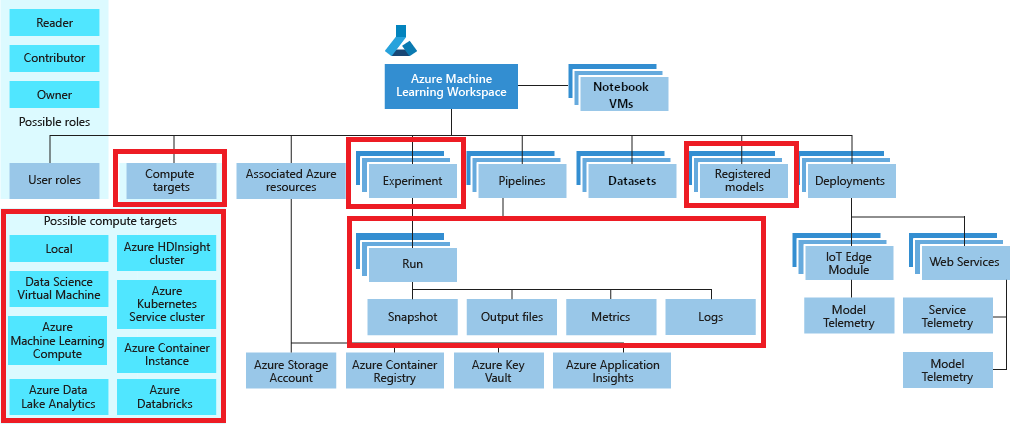 Reader
Contributor
Owner
Possible roles
Azure Machine
Learning Workspace
Notebook
VMs
User roles
Compute
targets
Associated Azure
resources
Experiment
Pipelines
Datasets
Registered
models
Deployments
Possible compute targets
Local
Azure HDInsight
cluster
Data Science
Virtual Machine
Azure
Kubernetes
Service cluster
Azure
Machine Learning
Compute
Azure Container
Instance
Azure Data
Lake Analytics
Azure
Databricks
Run
Snapshot
Output files
Metrics
Logs
Azure Storage
Account
Azure Container
Registry
Azure Key
Vault
Azure Application
Insights
IoT Edge
Module
Web Services
Model
Telemetry
Service
Telemetry
Model
Telemetry